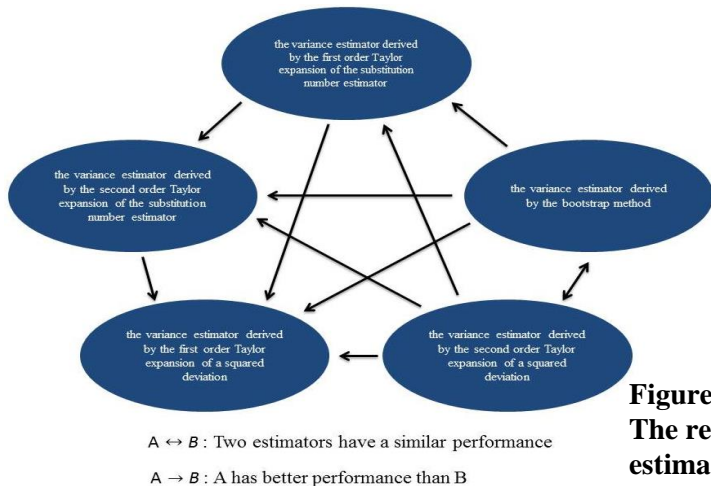 the variance estimator derived
by the first order Taylor
expansion of the substitution
number estimator
the variance estimator derived
by the second order Taylor
expansion of the substitution
number estimator
the variance estimator derived
by the bootstrap method
the variance estimator derived
by the first order Taylor
expansion of a squared
deviation
the variance estimator derived
by the second order Taylor
expansion of a squared
deviation
A ↔ B : Two estimators have a similar performance
A → B : A has better performance than B
Figure
The re
estima